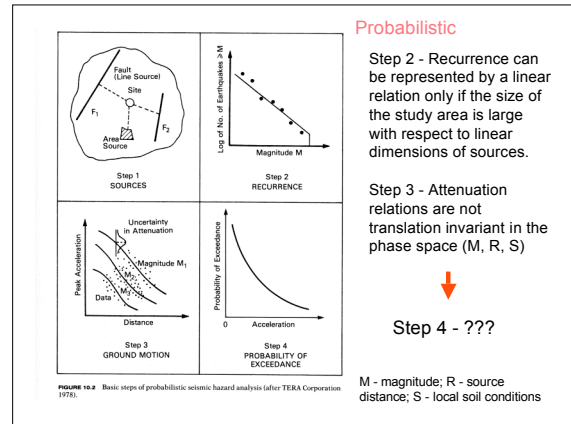 Probabilistic
Fault
(Line Source)
Site
F1
F2
Area
Source
Step 1
SOURCES
Log of No. of Earthquakes ≥ M
Magnitude M
Step 2
RECURRENCE
Peak Acceleration
Uncertainty
in Attenuation
Magnitude M1
M2
M3
Data
Distance
Step 3
GROUND MOTION
Probability of Exceedance
0
Acceleration
Step 4
PROBABILITY OF
EXCEEDANCE
FIGURE 10.2 Basic steps of probabilistic seismic hazard analysis (after TERA Corporation
1978).
Step 2 - Recurrence can
be represented by a linear
relation only if the size of
the study area is large
with respect to linear
dimensions of sources.
Step 3 - Attenuation
relations are not
translation invariant in the
phase space (M, R, S)
Step 4 - ???
M - magnitude; R - source
distance; S - local soil conditions